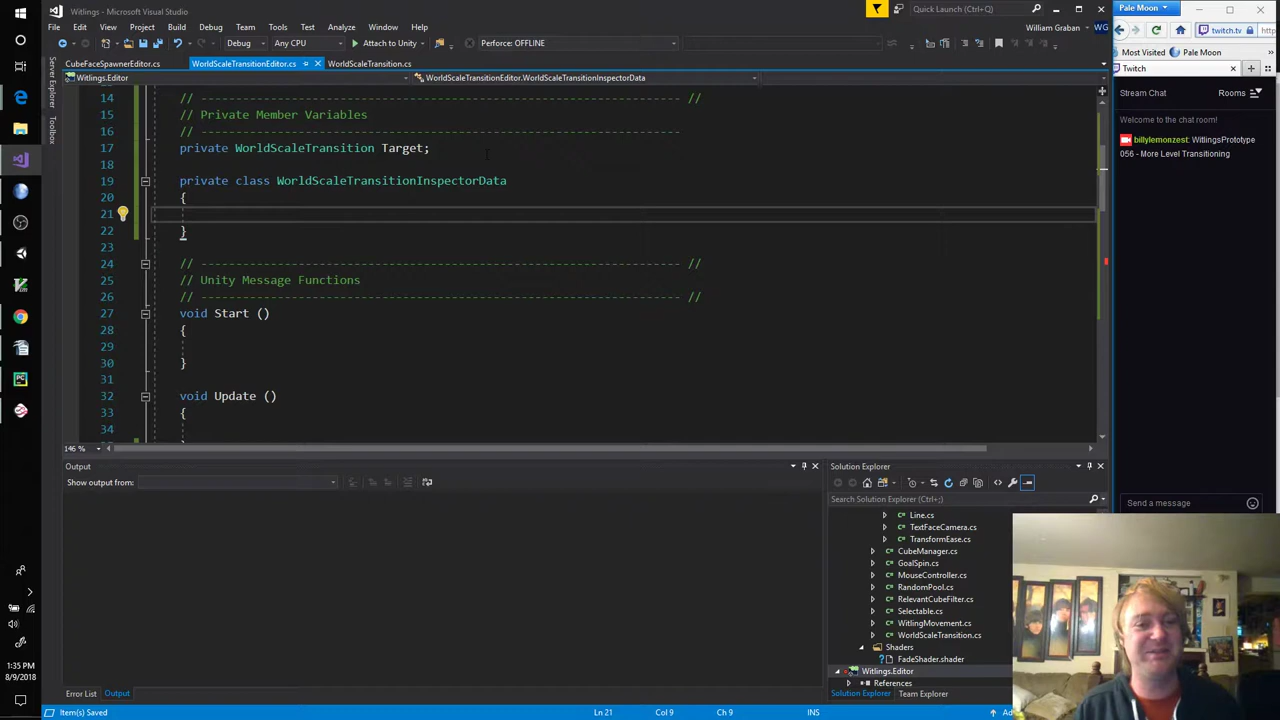 Witlings - Microsoft Visual Studio
Quick Launch (Ctrl+Q)
File Edit View Project Build Debug Team Tools Test Analyze Window Help
William Graban WG
Debug Any CPU Attach to Unity Perforce: OFFLINE
CubeFaceSpawnerEditor.cs WorldScaleTransitionEditor.cs WorldScaleTransition.cs
Witlings.Editor WorldScaleTransitionEditor.WorldScaleTransitionInspectorData
Server Explorer
Toolbox
14 // ---------------------------------------------------------------------- //
15 // Private Member Variables
16 // ----------------------------------------------------------------------
17 private WorldScaleTransition Target;
18
19 private class WorldScaleTransitionInspectorData
20 {
21
22 }
23
24 // ---------------------------------------------------------------------- //
25 // Unity Message Functions
26 // ---------------------------------------------------------------------- //
27 void Start ()
28 {
29
30 }
31
32 void Update ()
33 {
34
146 %
Output
Show output from:
Error List Output
Item(s) Saved
Ln 21 Col 9 Ch 9 INS
Solution Explorer
Search Solution Explorer (Ctrl+;)
Line.cs
TextFaceCamera.cs
TransformEase.cs
CubeManager.cs
GoalSpin.cs
MouseController.cs
RandomPool.cs
RelevantCubeFilter.cs
Selectable.cs
WitlingMovement.cs
WorldScaleTransition.cs
Shaders
FadeShader.shader
Witlings.Editor
References
Solution Explorer Team Explorer
Pale Moon
twitch.tv
Most Visited Pale Moon
Twitch
Stream Chat Rooms
Welcome to the chat room!
billylemonzest: WitlingsPrototype
056 - More Level Transitioning
Send a message
1:35 PM
8/9/2018